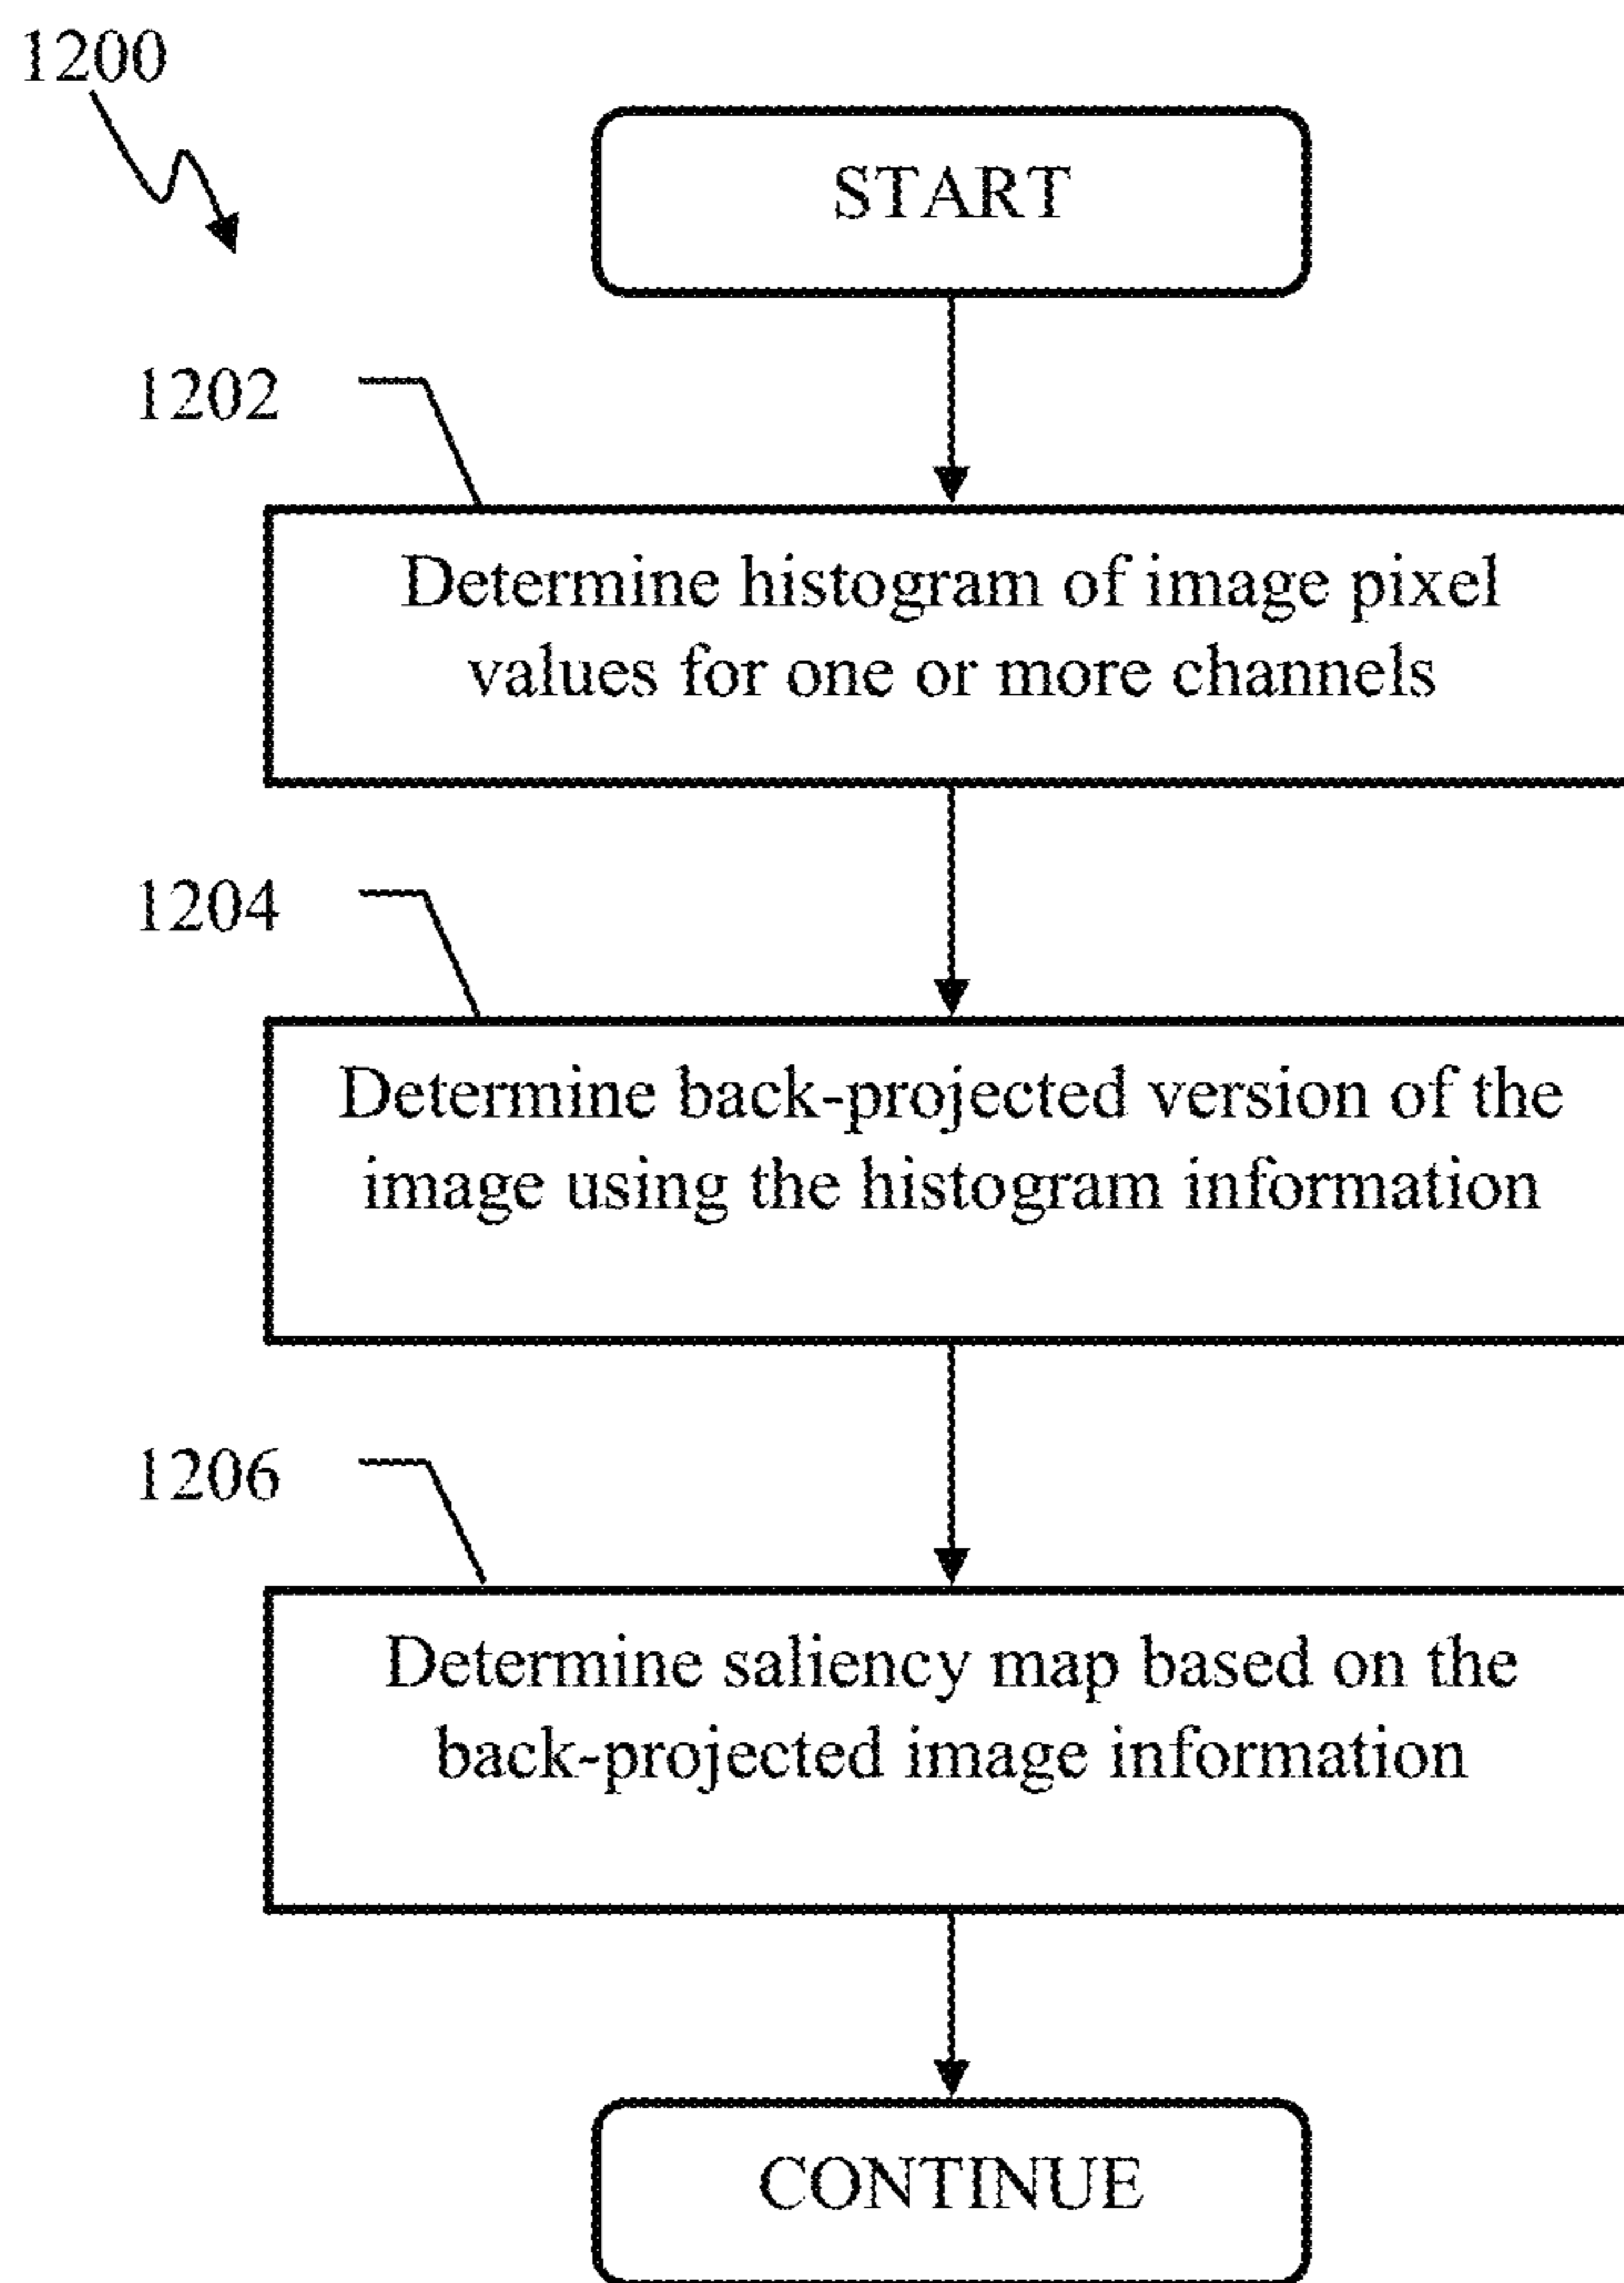 1200
START
1202
Determine histogram of image pixel
values for one or more channels
1204
Determine back-projected version of the
image using the histogram information
1206
Determine saliency map based on the
back-projected image information
CONTINUE